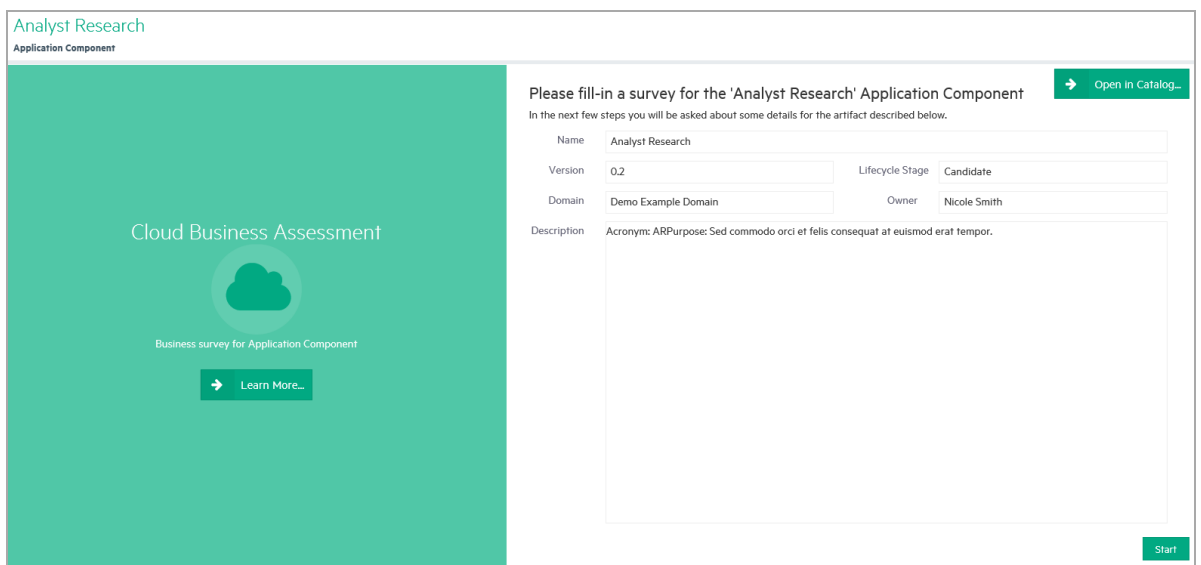 Analyst Research
Application Component
Cloud Business Assessment
Business survey for Application Component
Learn More...
Open in Catalog...
Please fill-in a survey for the 'Analyst Research' Application Component
In the next few steps you will be asked about some details for the artifact described below.
Name Analyst Research
Version 0.2 Lifecycle Stage Candidate
Domain Demo Example Domain Owner Nicole Smith
Description Acronym: ARPurpose: Sed commodo orci et felis consequat at euismod erat tempor.
Start